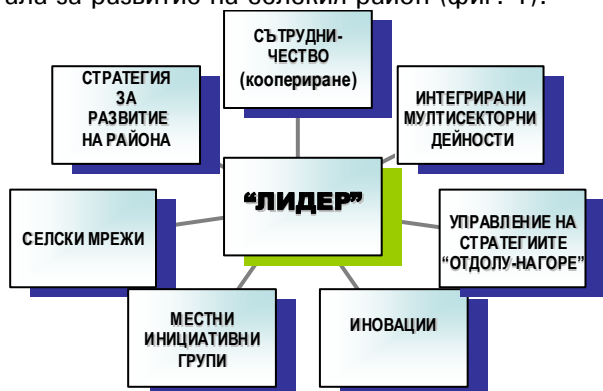 ала за развитие на селския район (фиг. 1).
СЪТРУДНИ-
ЧЕСТВО
(коопериране)
СТРАТЕГИЯ
ЗА
РАЗВИТИЕ
НА РАЙОНА
ИНТЕГРИРАНИ
МУЛТИСЕКТОРНИ
ДЕЙНОСТИ
“ЛИДЕР”
СЕЛСКИ МРЕЖИ
УПРАВЛЕНИЕ НА
СТРАТЕГИИТЕ
“ОТДОЛУ-НАГОРЕ”
МЕСТНИ
ИНИЦИАТИВНИ
ГРУПИ
ИНОВАЦИИ